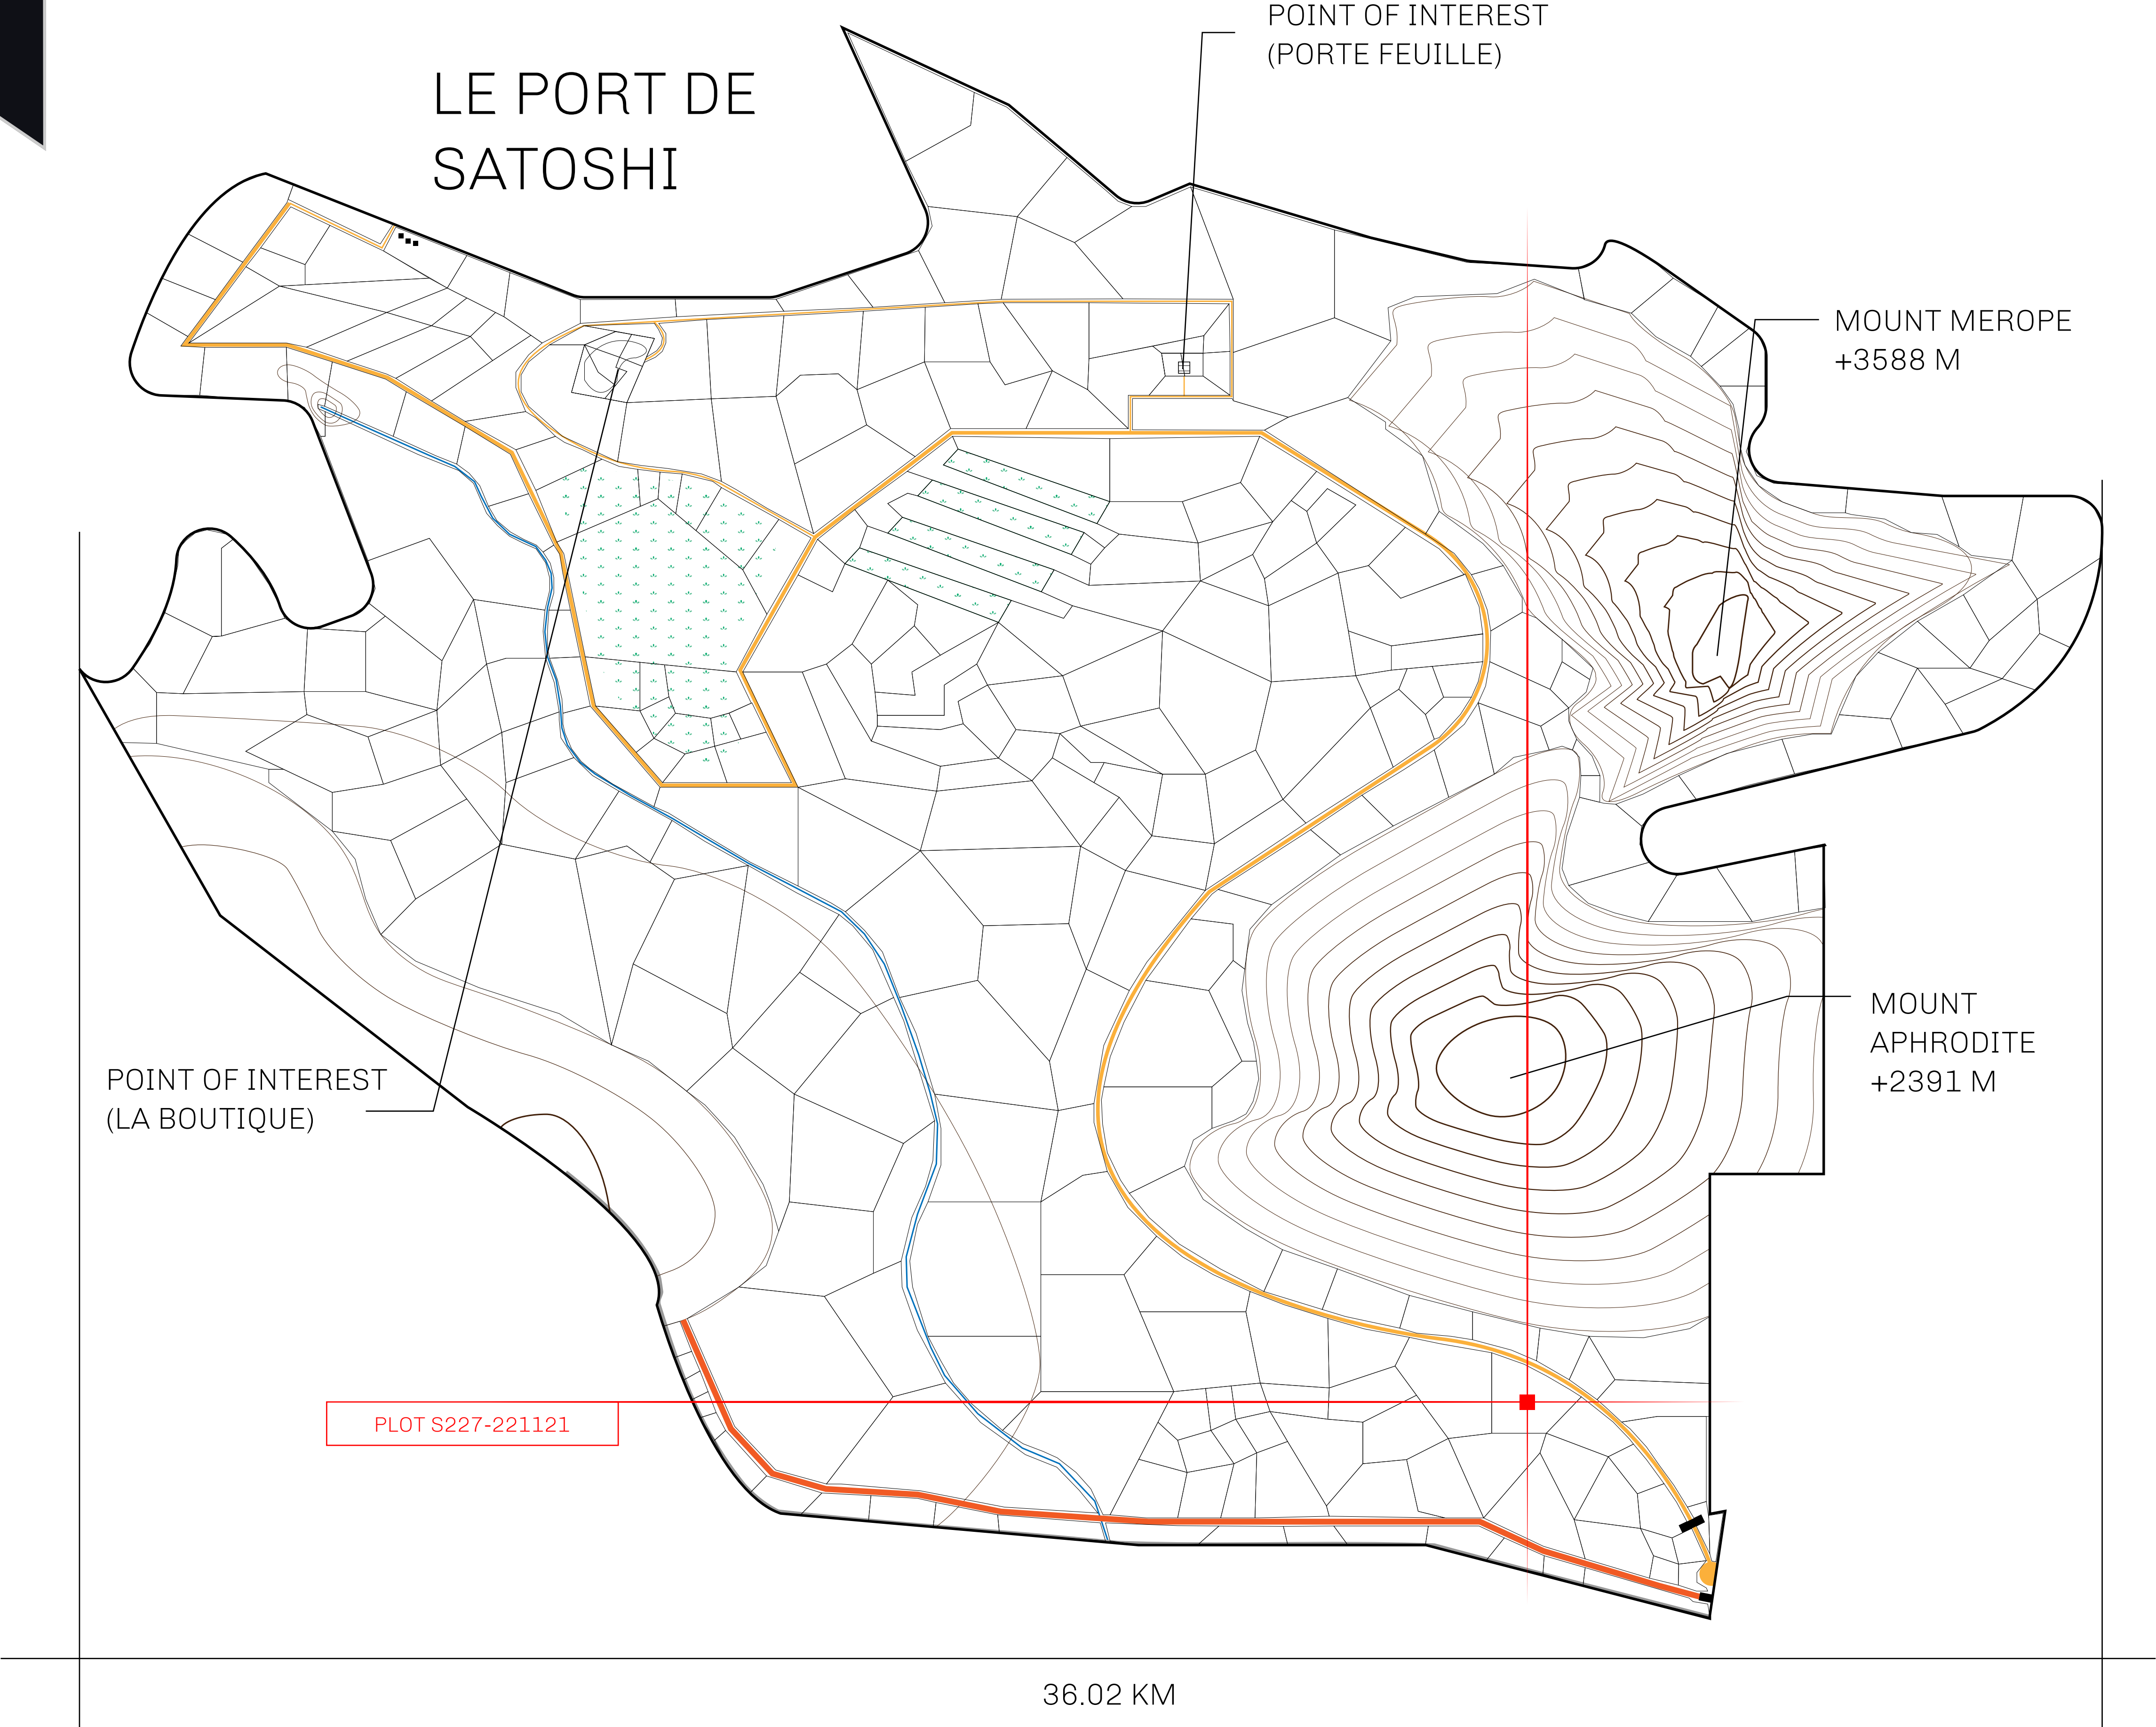 POINT OF INTEREST
(PORTE FEUILLE)
LE PORT DE
SATOSHI
MOUNT MEROPE
+3588 M
MOUNT
APHRODITE
+2391 M
POINT OF INTEREST
(LA BOUTIQUE)
PLOT S227-221121
36.02 KM